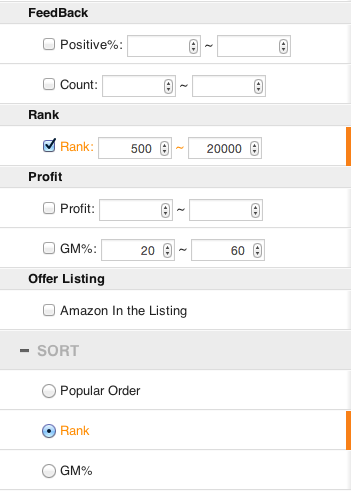 FeedBack
Positive%: ~
Count: ~
Rank
Rank: 500 ~ 20000
Profit
Profit: ~
GM%: 20 ~ 60
Offer Listing
Amazon In the Listing
SORT
Popular Order
Rank
GM%